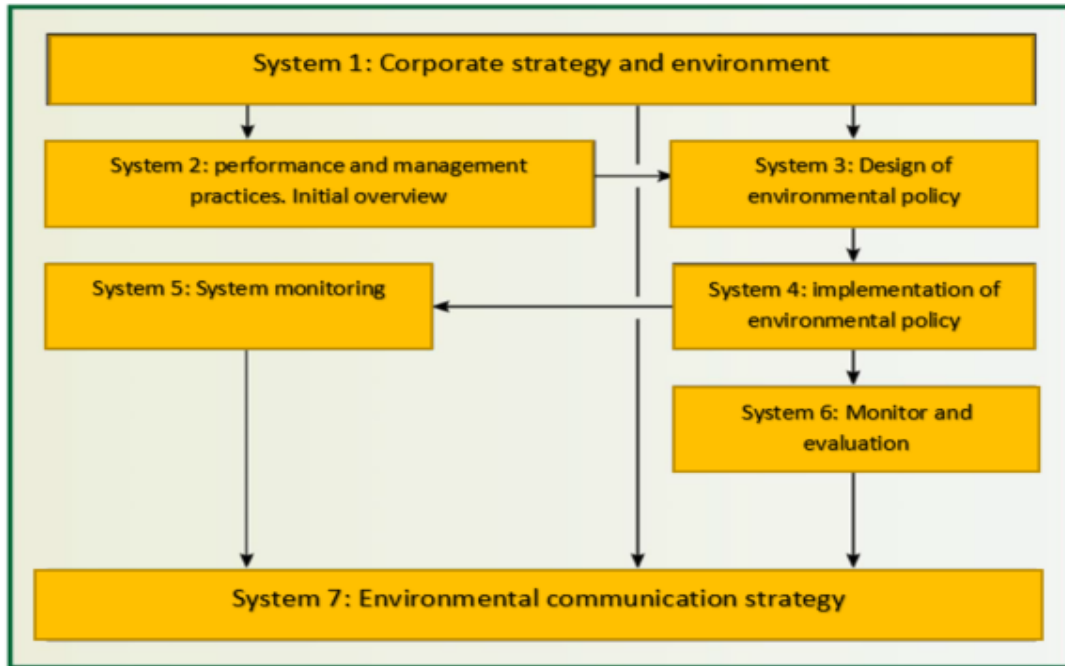 System 1: Corporate strategy and environment
System 2: performance and management
practices. Initial overview
System 3: Design of
environmental policy
System 5: System monitoring
System 4: implementation of
environmental policy
System 6: Monitor and
evaluation
System 7: Environmental communication strategy